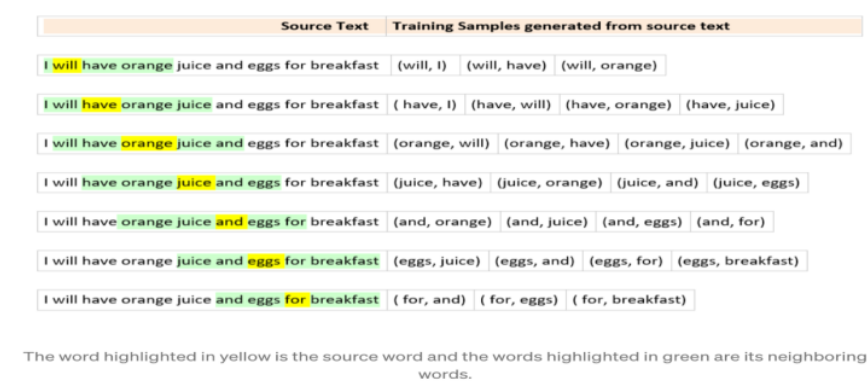 Source Text Training Samples generated from source text
I will have orange juice and eggs for breakfast (will, I) (will, have) (will, orange)
I will have orange juice and eggs for breakfast ( have, I) (have, will) (have, orange) (have, juice)
I will have orange juice and eggs for breakfast (orange, will) (orange, have) (orange, juice) (orange, and)
I will have orange juice and eggs for breakfast (juice, have) (juice, orange) (juice, and) (juice, eggs)
I will have orange juice and eggs for breakfast (and, orange) (and, juice) (and, eggs) (and, for)
I will have orange juice and eggs for breakfast (eggs, juice) (eggs, and) (eggs, for) (eggs, breakfast)
I will have orange juice and eggs for breakfast ( for, and) ( for, eggs) ( for, breakfast)
The word highlighted in yellow is the source word and the words highlighted in green are its neighboring
words.